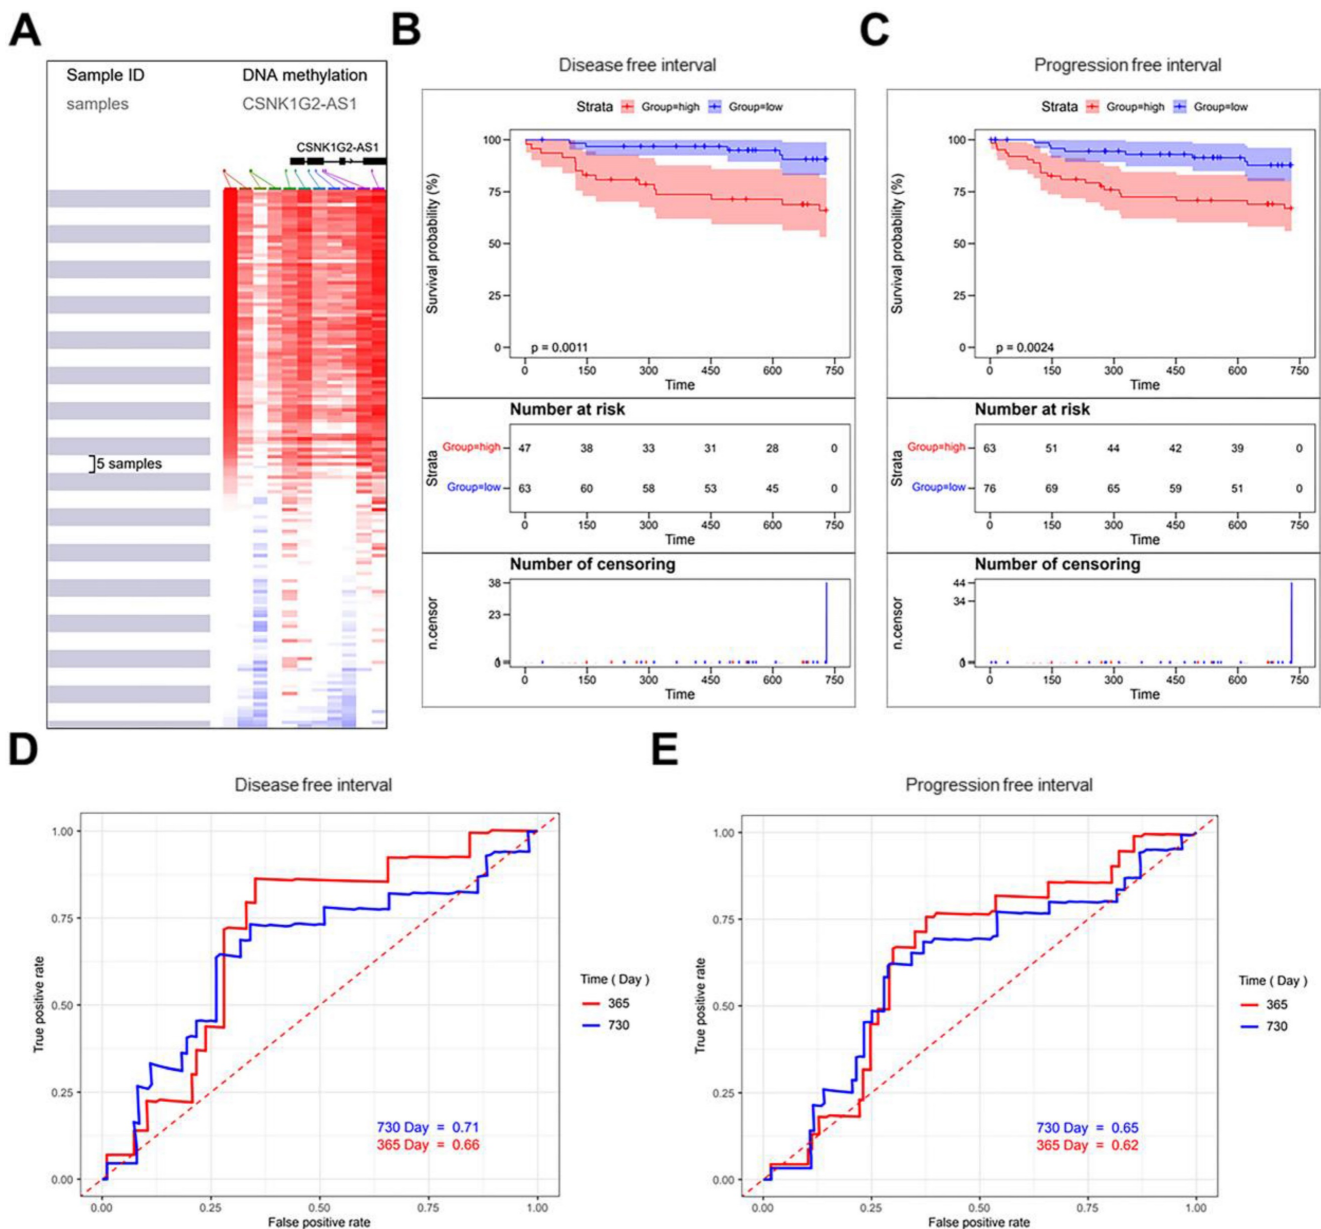 A
Sample ID DNA methylation
samples CSNK1G2-AS1
CSNK1G2-AS1
5 samples
B
Disease free interval
Strata Group=high Group=low
Survival probability (%)
100
75
50
25
0
p = 0.0011
0 150 300 450 600 750
Time
Number at risk
Strata
Group=high 47 38 33 31 28 0
Group=low 63 60 58 53 45 0
0 150 300 450 600 750
Time
Number of censoring
n.censor
38
23
0 150 300 450 600 750
Time
C
Progression free interval
Strata Group=high Group=low
Survival probability (%)
100
75
50
25
0
p = 0.0024
0 150 300 450 600 750
Time
Number at risk
Strata
Group=high 63 51 44 42 39 0
Group=low 76 69 65 59 51 0
0 150 300 450 600 750
Time
Number of censoring
n.censor
44
34
0 150 300 450 600 750
Time
D
Disease free interval
True positive rate
1.00
0.75
0.50
0.25
0.00
730 Day = 0.71
365 Day = 0.66
0.00 0.25 0.50 0.75 1.00
False positive rate
Time ( Day )
365
730
E
Progression free interval
True positive rate
1.00
0.75
0.50
0.25
0.00
730 Day = 0.65
365 Day = 0.62
0.00 0.25 0.50 0.75 1.00
False positive rate
Time ( Day )
365
730